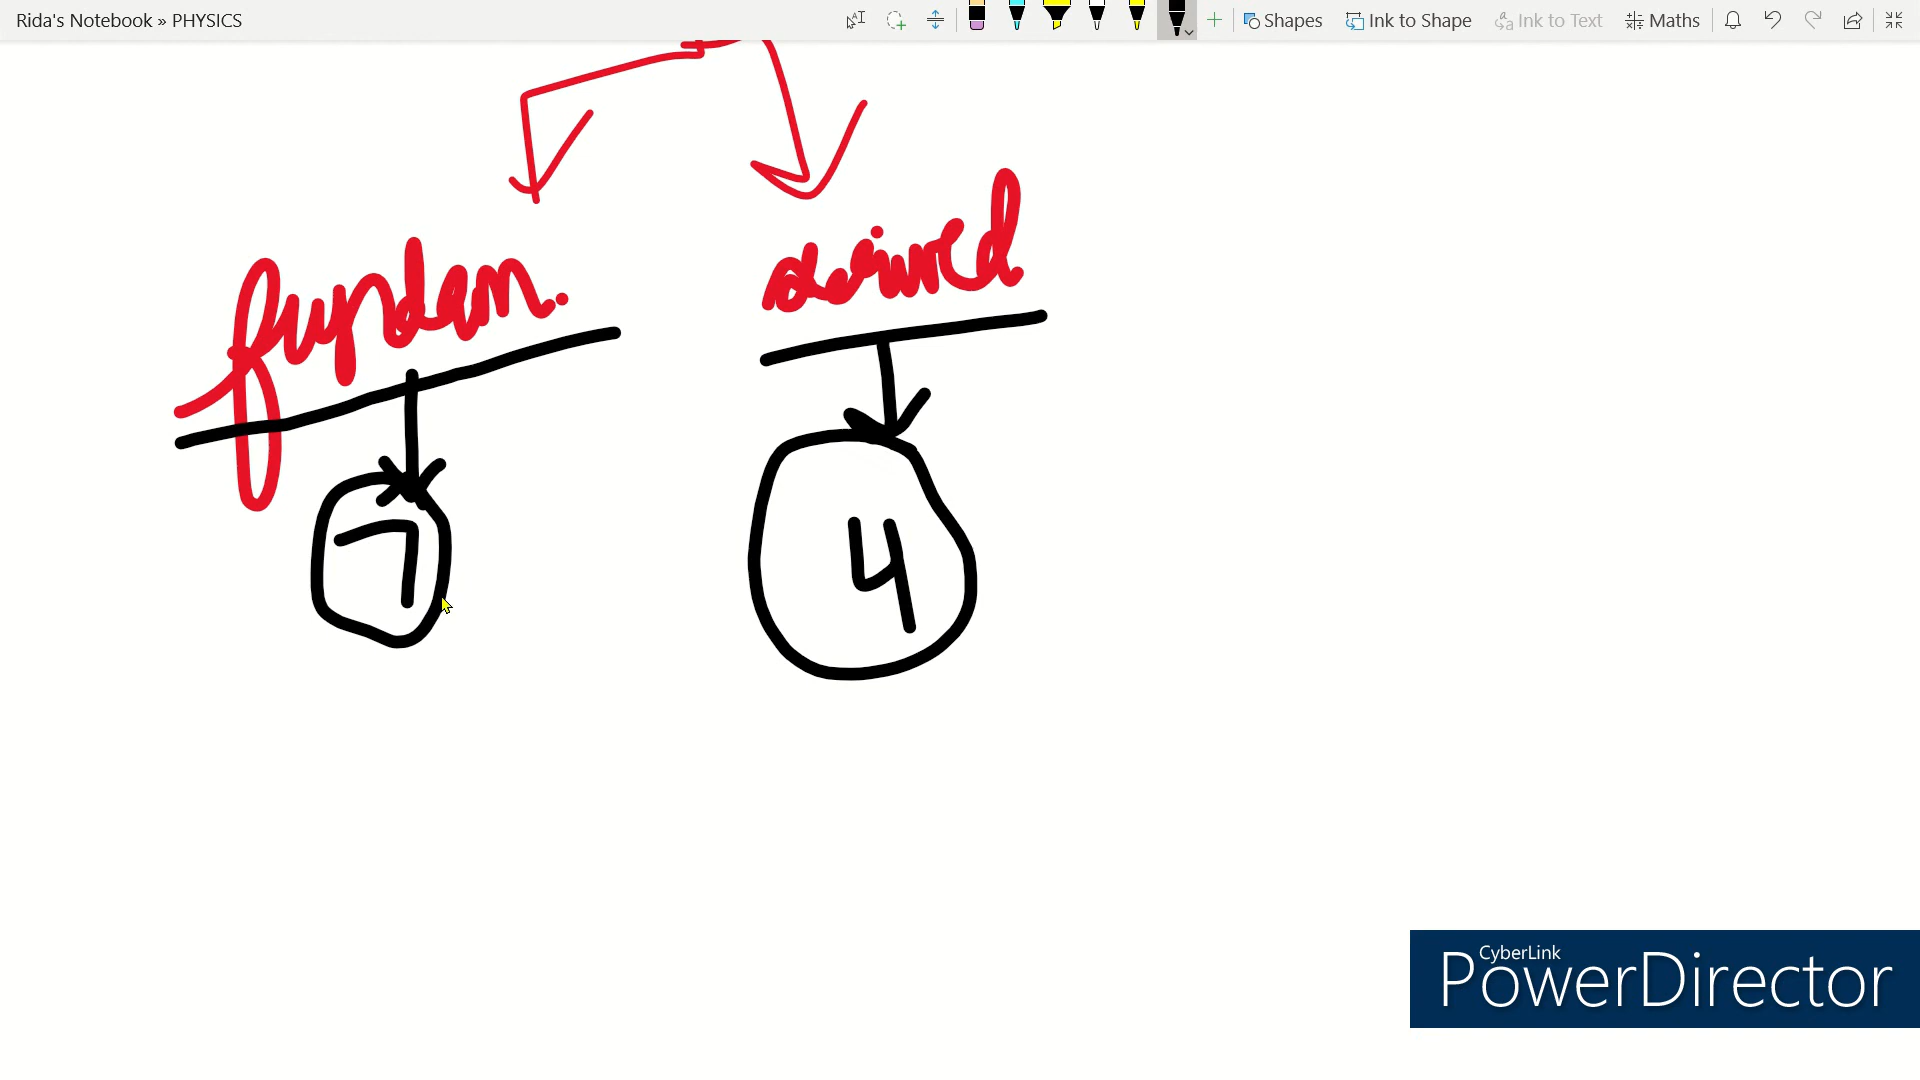 Rida's Notebook » PHYSICS
Shapes Ink to Shape Ink to Text Maths
fundam. derived
7 4
CyberLink
PowerDirector